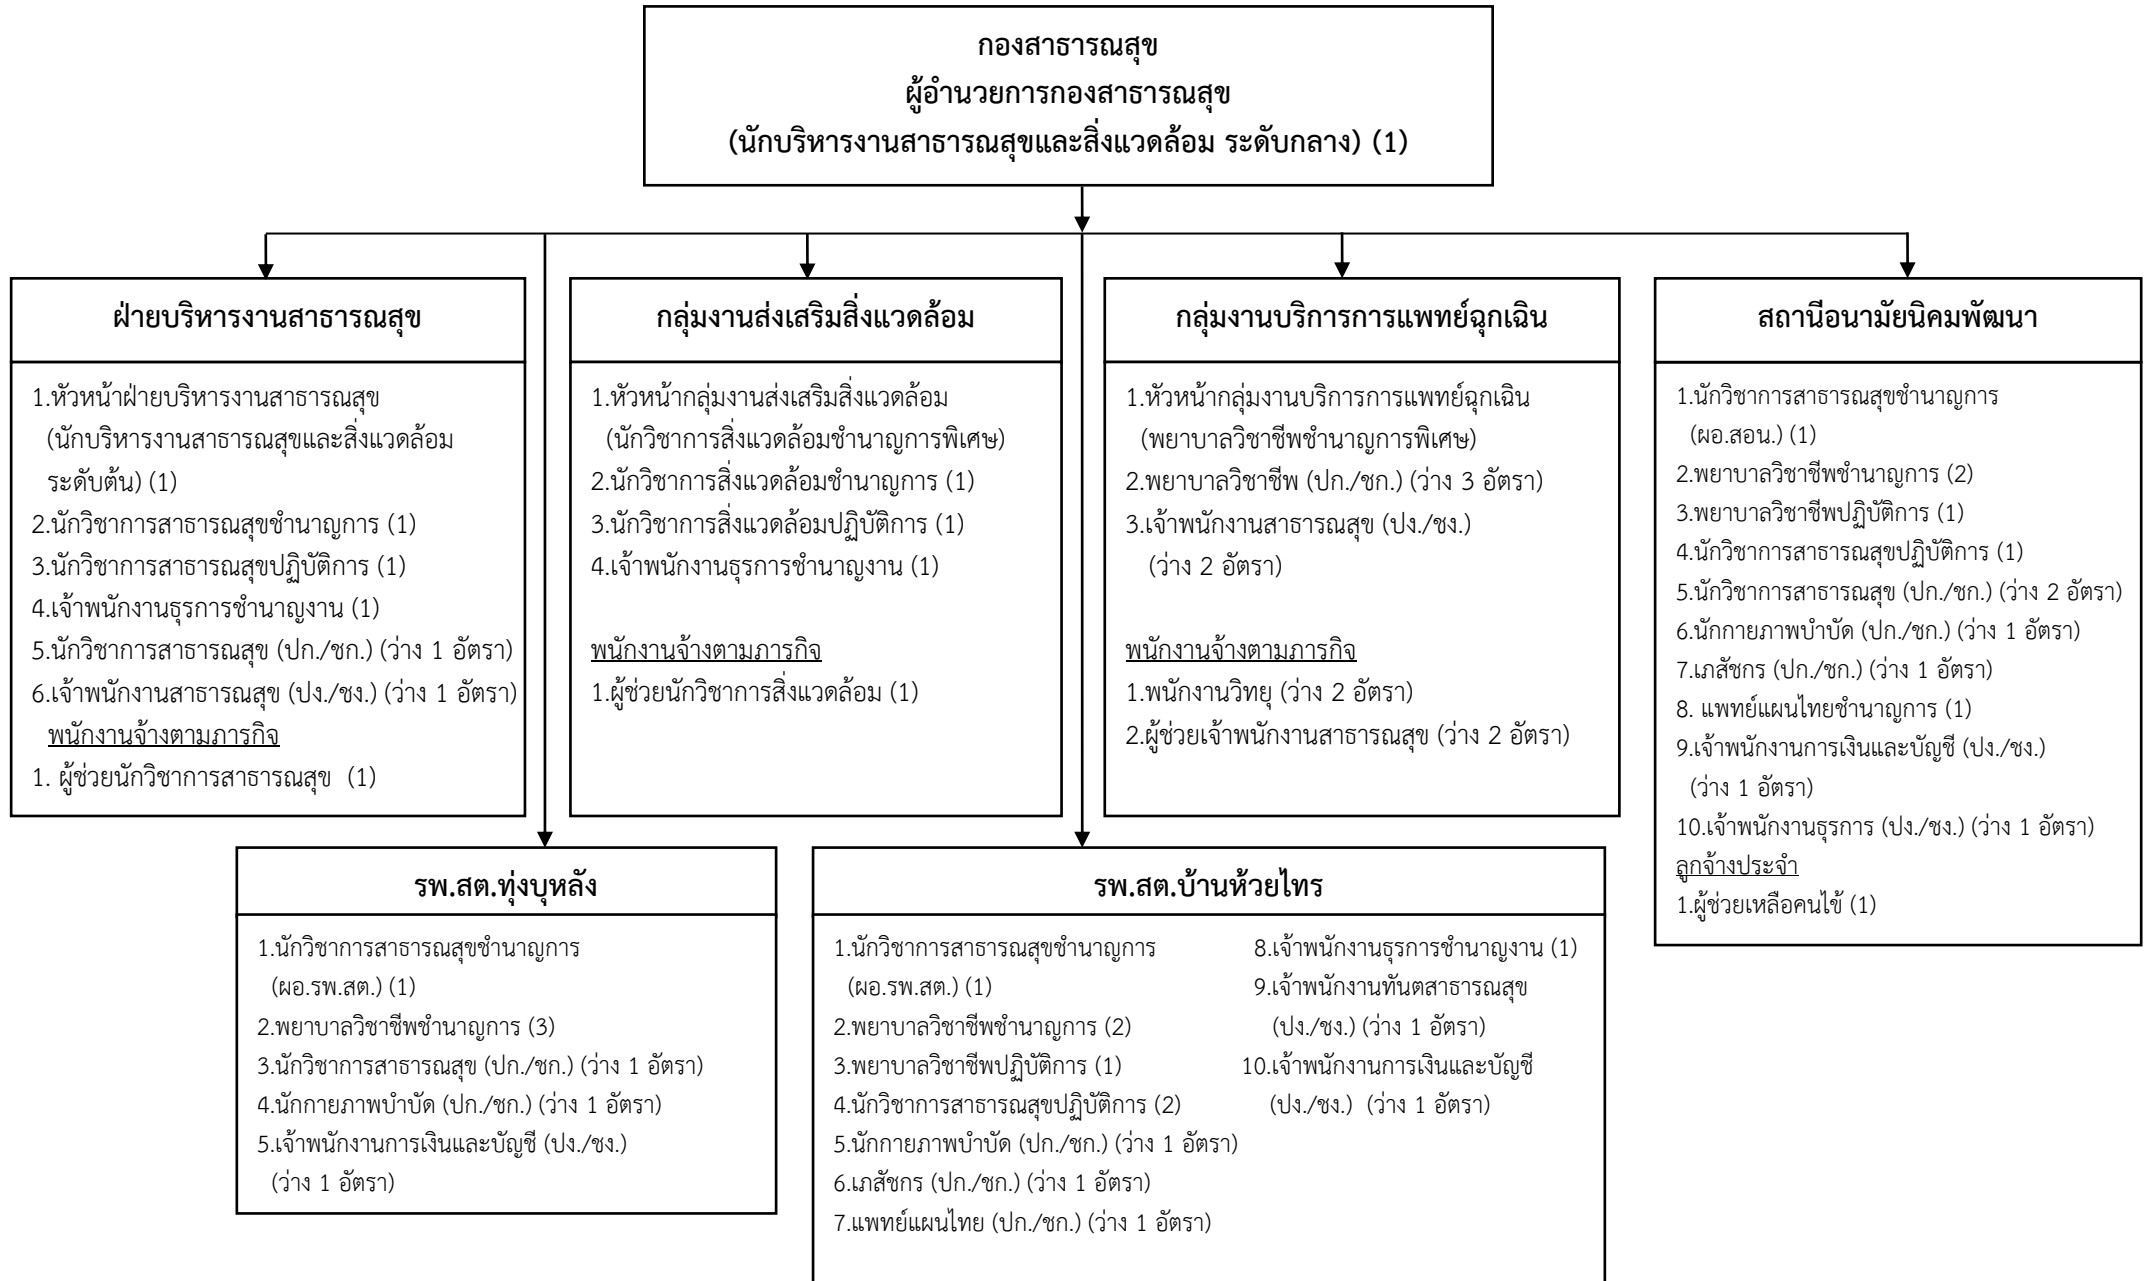 กองสาธารณสุข
ผู้อำนวยการกองสาธารณสุข
(นักบริหารงานสาธารณสุขและสิ่งแวดล้อม ระดับกลาง) (1)
ฝ่ายบริหารงานสาธารณสุข
1.หัวหน้าฝ่ายบริหารงานสาธารณสุข
(นักบริหารงานสาธารณสุขและสิ่งแวดล้อม
ระดับต้น) (1)
2.นักวิชาการสาธารณสุขชำนาญการ (1)
3.นักวิชาการสาธารณสุขปฏิบัติการ (1)
4.เจ้าพนักงานธุรการชำนาญงาน (1)
5.นักวิชาการสาธารณสุข (ปก./ชก.) (ว่าง 1 อัตรา)
6.เจ้าพนักงานสาธารณสุข (ปง./ชง.) (ว่าง 1 อัตรา)
พนักงานจ้างตามภารกิจ
1. ผู้ช่วยนักวิชาการสาธารณสุข (1)
กลุ่มงานส่งเสริมสิ่งแวดล้อม
1.หัวหน้ากลุ่มงานส่งเสริมสิ่งแวดล้อม
(นักวิชาการสิ่งแวดล้อมชำนาญการพิเศษ)
2.นักวิชาการสิ่งแวดล้อมชำนาญการ (1)
3.นักวิชาการสิ่งแวดล้อมปฏิบัติการ (1)
4.เจ้าพนักงานธุรการชำนาญงาน (1)
พนักงานจ้างตามภารกิจ
1.ผู้ช่วยนักวิชาการสิ่งแวดล้อม (1)
กลุ่มงานบริการการแพทย์ฉุกเฉิน
1.หัวหน้ากลุ่มงานบริการการแพทย์ฉุกเฉิน
(พยาบาลวิชาชีพชำนาญการพิเศษ)
2.พยาบาลวิชาชีพ (ปก./ชก.) (ว่าง 3 อัตรา)
3.เจ้าพนักงานสาธารณสุข (ปง./ชง.)
(ว่าง 2 อัตรา)
พนักงานจ้างตามภารกิจ
1.พนักงานวิทยุ (ว่าง 2 อัตรา)
2.ผู้ช่วยเจ้าพนักงานสาธารณสุข (ว่าง 2 อัตรา)
สถานีอนามัยนิคมพัฒนา
1.นักวิชาการสาธารณสุขชำนาญการ
(ผอ.สอน.) (1)
2.พยาบาลวิชาชีพชำนาญการ (2)
3.พยาบาลวิชาชีพปฏิบัติการ (1)
4.นักวิชาการสาธารณสุขปฏิบัติการ (1)
5.นักวิชาการสาธารณสุข (ปก./ชก.) (ว่าง 2 อัตรา)
6.นักกายภาพบำบัด (ปก./ชก.) (ว่าง 1 อัตรา)
7.เภสัชกร (ปก./ชก.) (ว่าง 1 อัตรา)
8. แพทย์แผนไทยชำนาญการ (1)
9.เจ้าพนักงานการเงินและบัญชี (ปง./ชง.)
(ว่าง 1 อัตรา)
10.เจ้าพนักงานธุรการ (ปง./ชง.) (ว่าง 1 อัตรา)
ลูกจ้างประจำ
1.ผู้ช่วยเหลือคนไข้ (1)
รพ.สต.ทุ่งบุหลัง
1.นักวิชาการสาธารณสุขชำนาญการ
(ผอ.รพ.สต.) (1)
2.พยาบาลวิชาชีพชำนาญการ (3)
3.นักวิชาการสาธารณสุข (ปก./ชก.) (ว่าง 1 อัตรา)
4.นักกายภาพบำบัด (ปก./ชก.) (ว่าง 1 อัตรา)
5.เจ้าพนักงานการเงินและบัญชี (ปง./ชง.)
(ว่าง 1 อัตรา)
รพ.สต.บ้านห้วยไทร
1.นักวิชาการสาธารณสุขชำนาญการ
(ผอ.รพ.สต.) (1)
2.พยาบาลวิชาชีพชำนาญการ (2)
3.พยาบาลวิชาชีพปฏิบัติการ (1)
4.นักวิชาการสาธารณสุขปฏิบัติการ (2)
5.นักกายภาพบำบัด (ปก./ชก.) (ว่าง 1 อัตรา)
6.เภสัชกร (ปก./ชก.) (ว่าง 1 อัตรา)
7.แพทย์แผนไทย (ปก./ชก.) (ว่าง 1 อัตรา)
8.เจ้าพนักงานธุรการชำนาญงาน (1)
9.เจ้าพนักงานทันตสาธารณสุข
(ปง./ชง.) (ว่าง 1 อัตรา)
10.เจ้าพนักงานการเงินและบัญชี
(ปง./ชง.) (ว่าง 1 อัตรา)